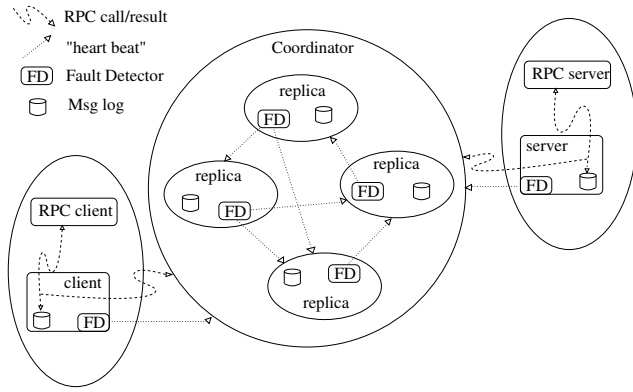 RPC call/result
"heart beat"
FD Fault Detector
Msg log
Coordinator
replica
FD
replica
FD
replica
FD
replica
FD
RPC server
server
FD
RPC client
client
FD